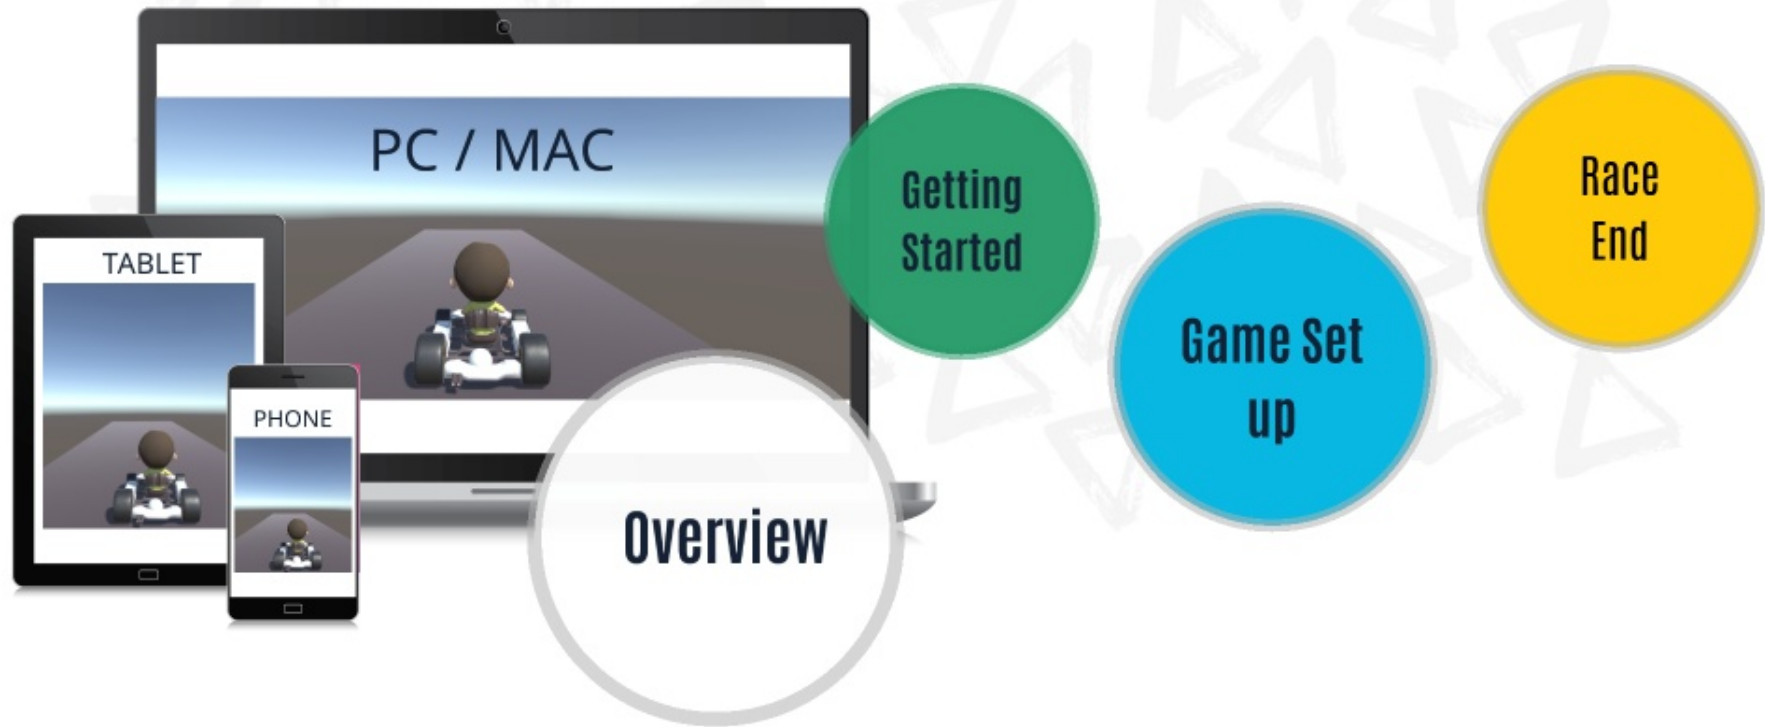 PC / MAC
TABLET
PHONE
Overview
Getting
Started
Game Set
up
Race
End